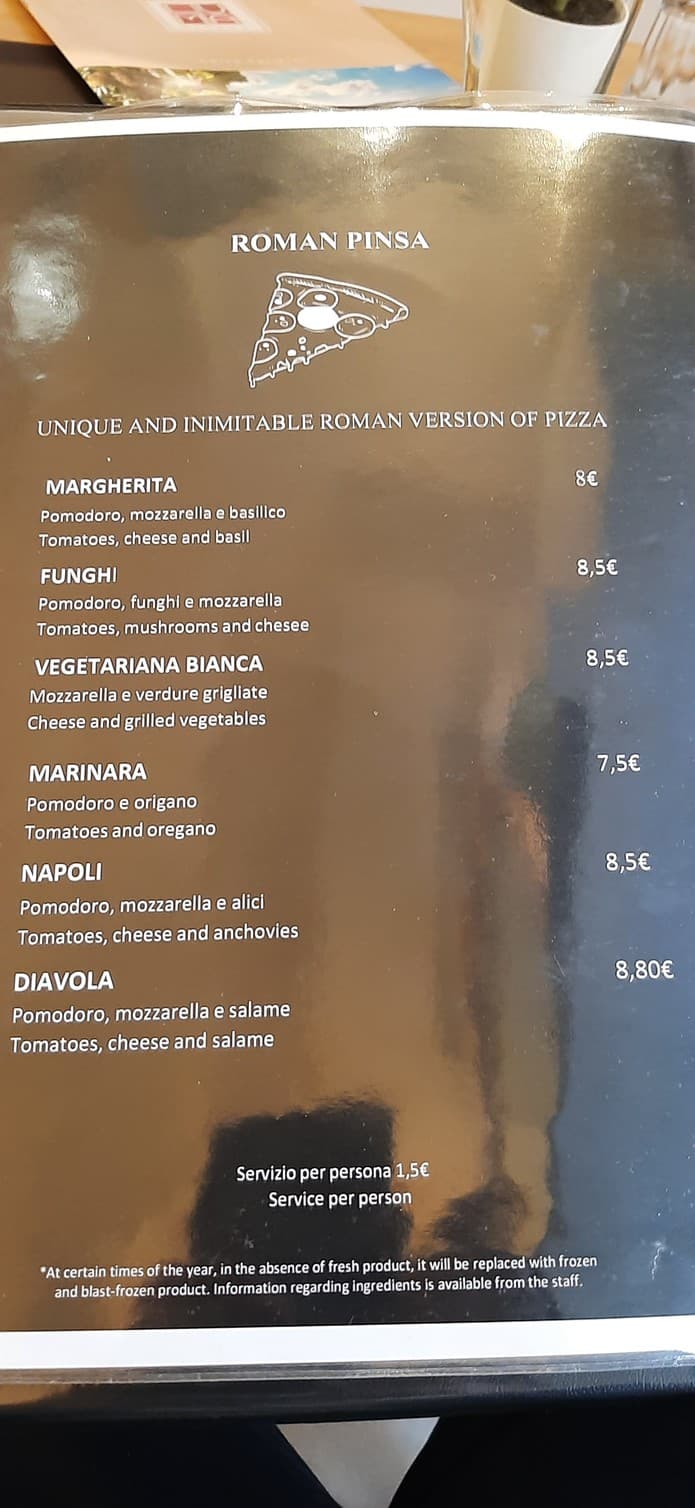 ROMAN PINSA
UNIQUE AND INIMITABLE ROMAN VERSION OF PIZZA
MARGHERITA 8€
Pomodoro, mozzarella e basilico
Tomatoes, cheese and basil
FUNGHI 8,5€
Pomodoro, funghi e mozzarella
Tomatoes, mushrooms and chesee
VEGETARIANA BIANCA 8,5€
Mozzarella e verdure grigliate
Cheese and grilled vegetables
MARINARA 7,5€
Pomodoro e origano
Tomatoes and oregano
NAPOLI 8,5€
Pomodoro, mozzarella e alici
Tomatoes, cheese and anchovies
DIAVOLA 8,80€
Pomodoro, mozzarella e salame
Tomatoes, cheese and salame
Servizio per persona 1,5€
Service per person
*At certain times of the year, in the absence of fresh product, it will be replaced with frozen
and blast-frozen product. Information regarding ingredients is available from the staff.